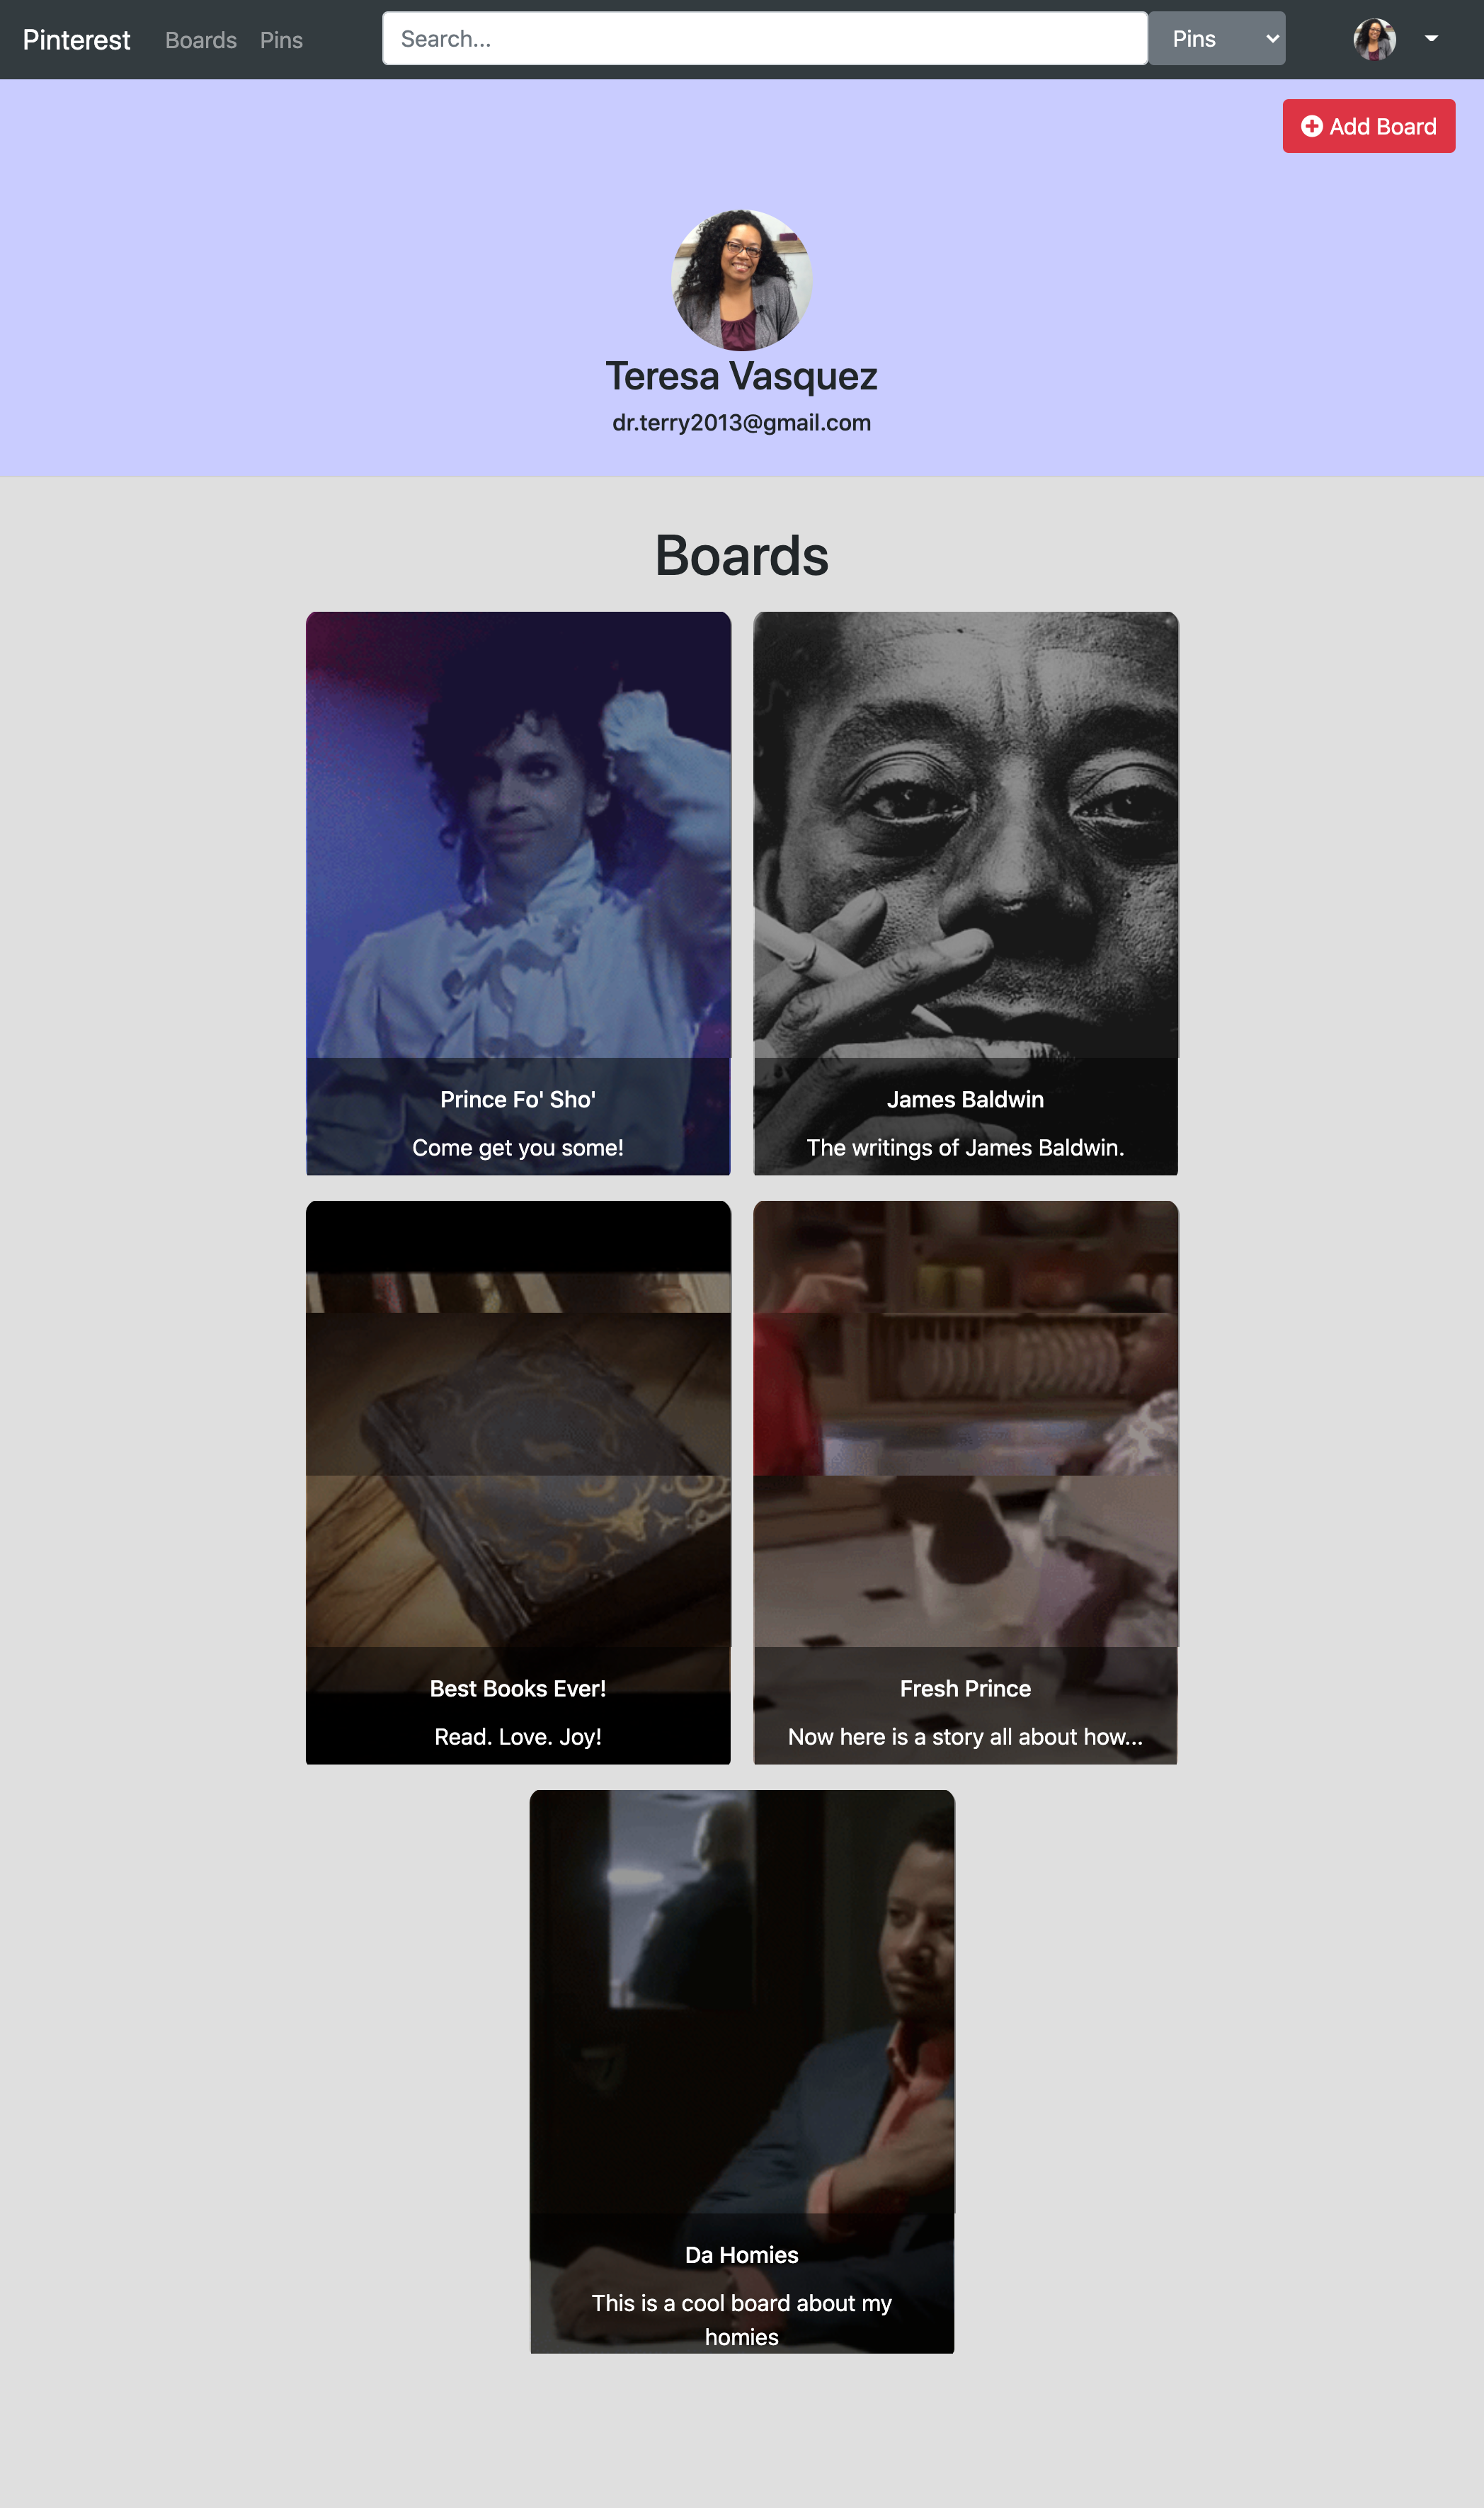 Pinterest Boards Pins Search... Pins
Add Board
Teresa Vasquez
dr.terry2013@gmail.com
Boards
Prince Fo' Sho'
Come get you some!
James Baldwin
The writings of James Baldwin.
Best Books Ever!
Read. Love. Joy!
Fresh Prince
Now here is a story all about how...
Da Homies
This is a cool board about my
homies